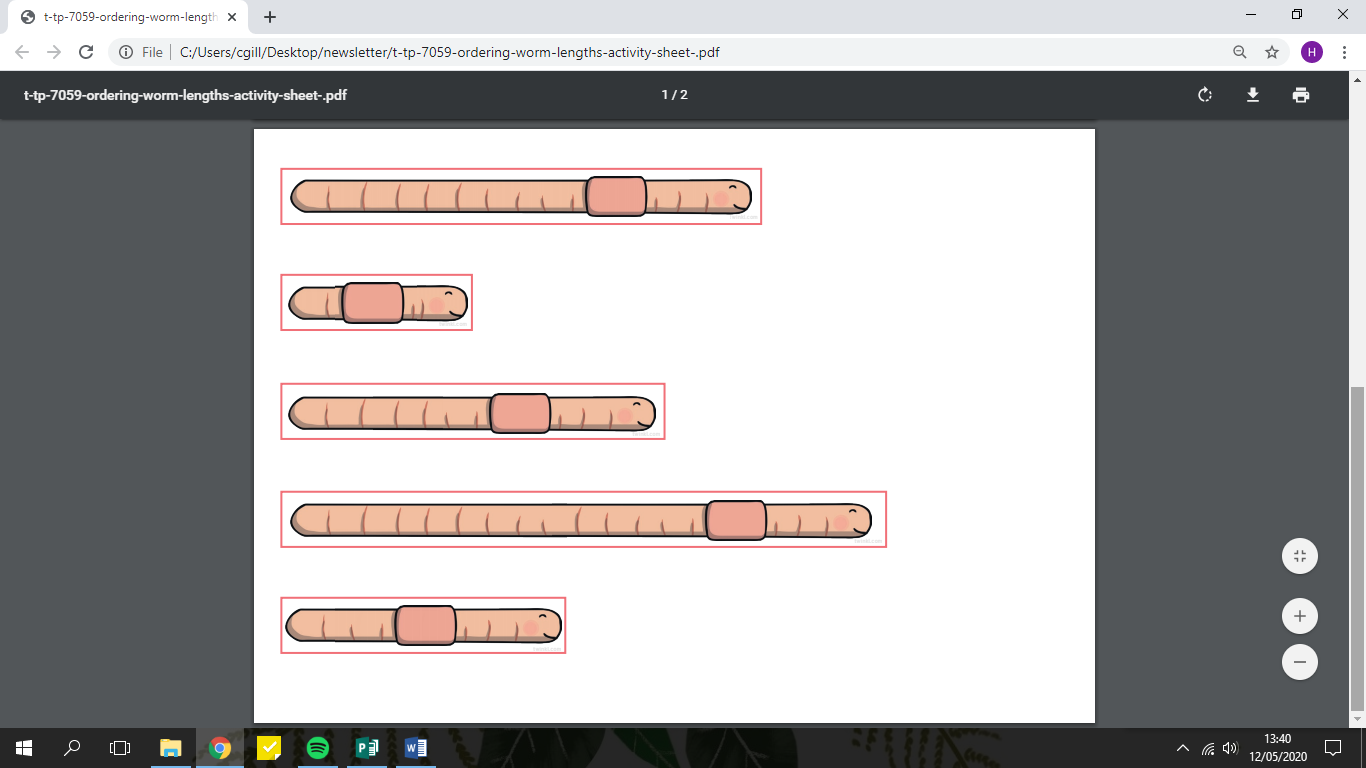 t-tp-7059-ordering-worm-length
File
C:/Users/cgill/Desktop/newsletter/t-tp-7059-ordering-worm-lengths-activity-sheet-.pdf
H
t-tp-7059-ordering-worm-lengths-activity-sheet-.pdf
1 / 2
13:40
12/05/2020